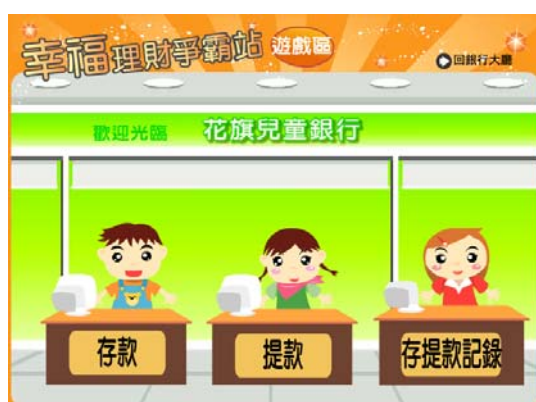 幸福理財爭霸站 遊戲區
回銀行大廳
歡迎光臨 花旗兒童銀行
存款
提款
存提款記錄